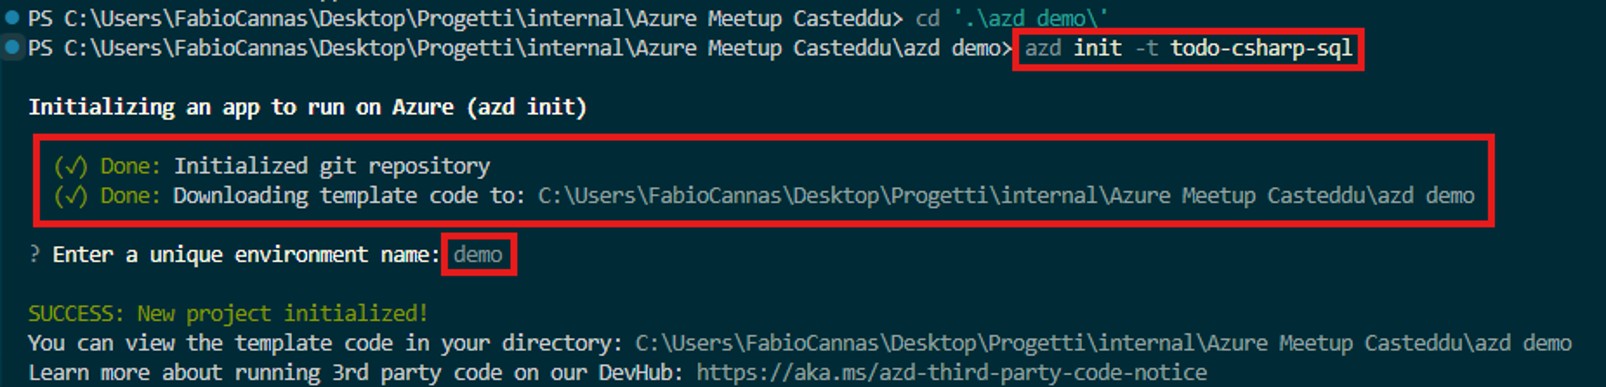 PS C:\Users\FabioCannas\Desktop\Progetti\internal\Azure Meetup Casteddu> cd '.\azd demo\'
PS C:\Users\FabioCannas\Desktop\Progetti\internal\Azure Meetup Casteddu\azd demo> azd init -t todo-csharp-sql
Initializing an app to run on Azure (azd init)
(✓) Done: Initialized git repository
(✓) Done: Downloading template code to: C:\Users\FabioCannas\Desktop\Progetti\internal\Azure Meetup Casteddu\azd demo
? Enter a unique environment name: demo
SUCCESS: New project initialized!
You can view the template code in your directory: C:\Users\FabioCannas\Desktop\Progetti\internal\Azure Meetup Casteddu\azd demo
Learn more about running 3rd party code on our DevHub: https://aka.ms/azd-third-party-code-notice